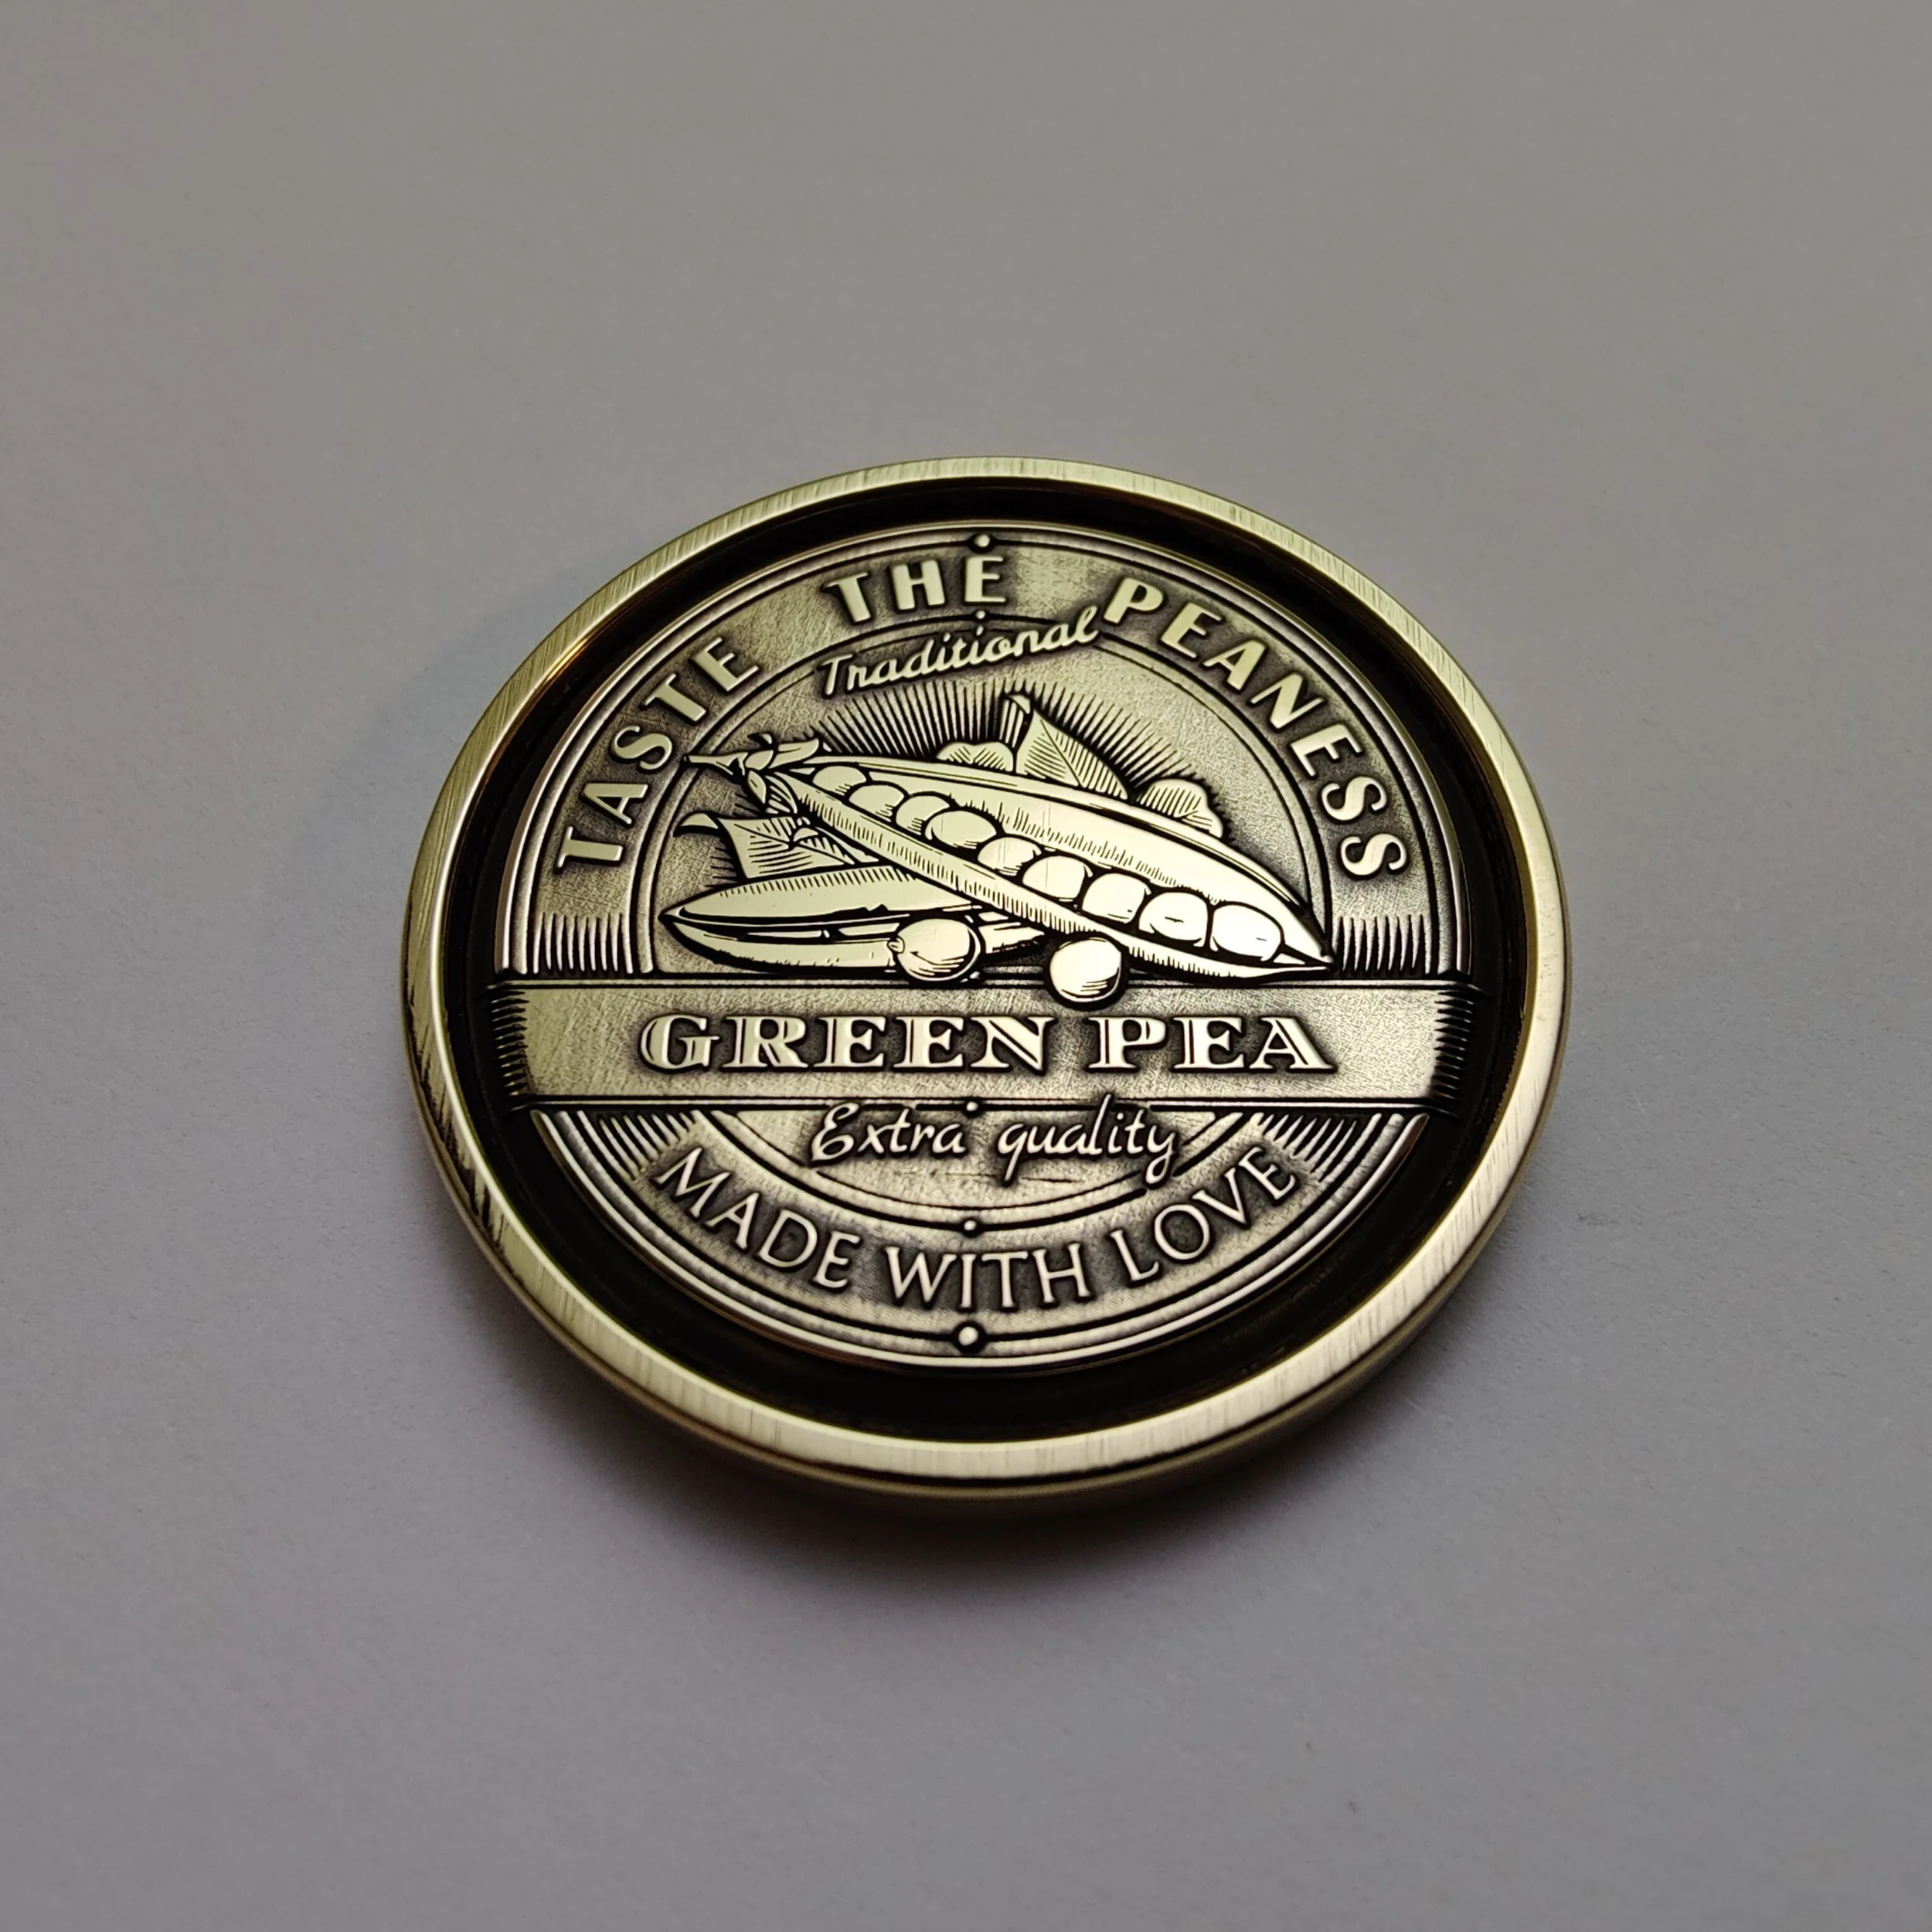 TASTE THE PEANESS
Traditional
GREEN PEA
Extra quality
MADE WITH LOVE